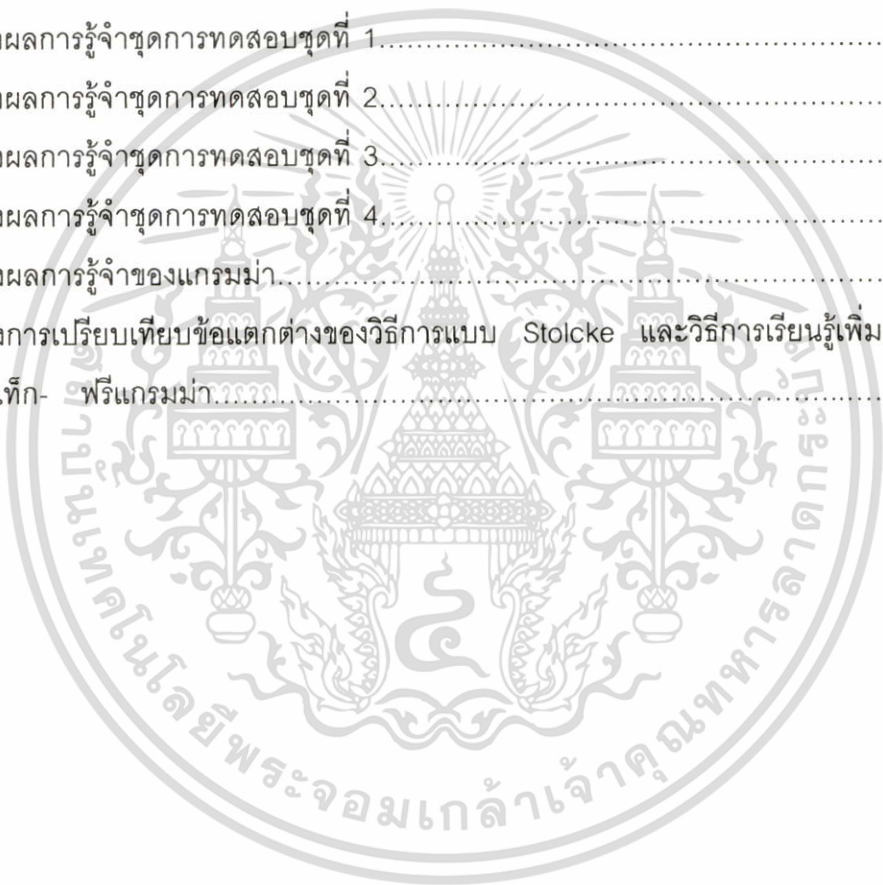 ผลการรู้จำชุดการทดสอบชุดที่ 1
ผลการรู้จำชุดการทดสอบชุดที่ 2
ผลการรู้จำชุดการทดสอบชุดที่ 3
ผลการรู้จำชุดการทดสอบชุดที่ 4
ผลการรู้จำของแกรมม่า
การเปรียบเทียบข้อแตกต่างของวิธีการแบบ Stolcke และวิธีการเรียนรู้เพิ่ม
เท็ก- ฟรีแกรมม่า
สถาบันเทคโนโลยีพระจอมเกล้าเจ้าคุณทหารลาดกระบัง